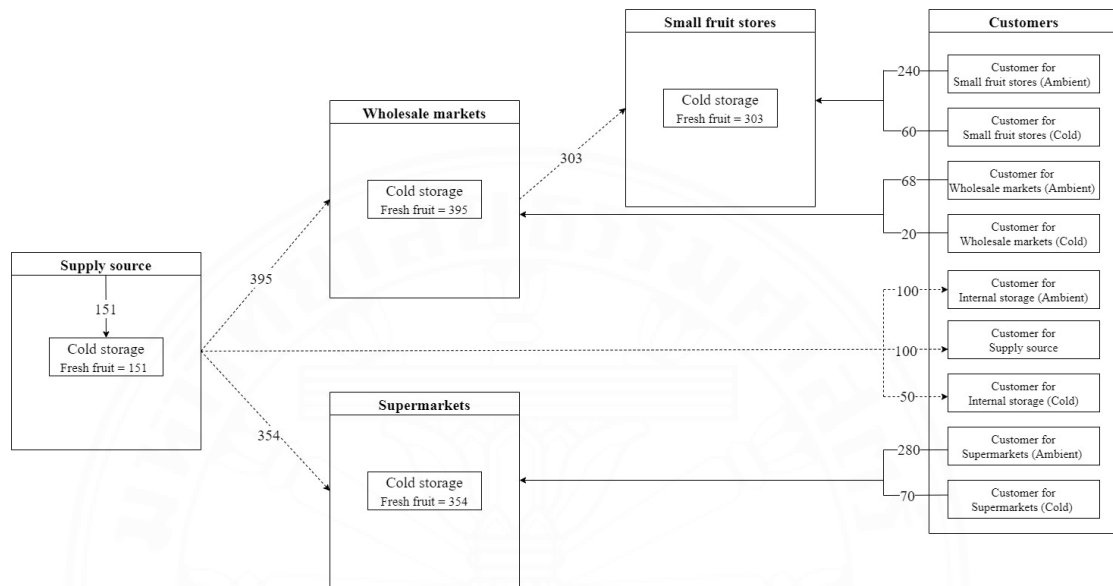 Small fruit stores
Cold storage
Fresh fruit = 303
Customers
Customer for
Small fruit stores (Ambient)
Customer for
Small fruit stores (Cold)
Customer for
Wholesale markets (Ambient)
Customer for
Wholesale markets (Cold)
Customer for
Internal storage (Ambient)
Customer for
Supply source
Customer for
Internal storage (Cold)
Customer for
Supermarkets (Ambient)
Customer for
Supermarkets (Cold)
240
60
68
20
100
100
50
280
70
Wholesale markets
Cold storage
Fresh fruit = 395
303
Supply source
151
Cold storage
Fresh fruit = 151
395
354
Supermarkets
Cold storage
Fresh fruit = 354